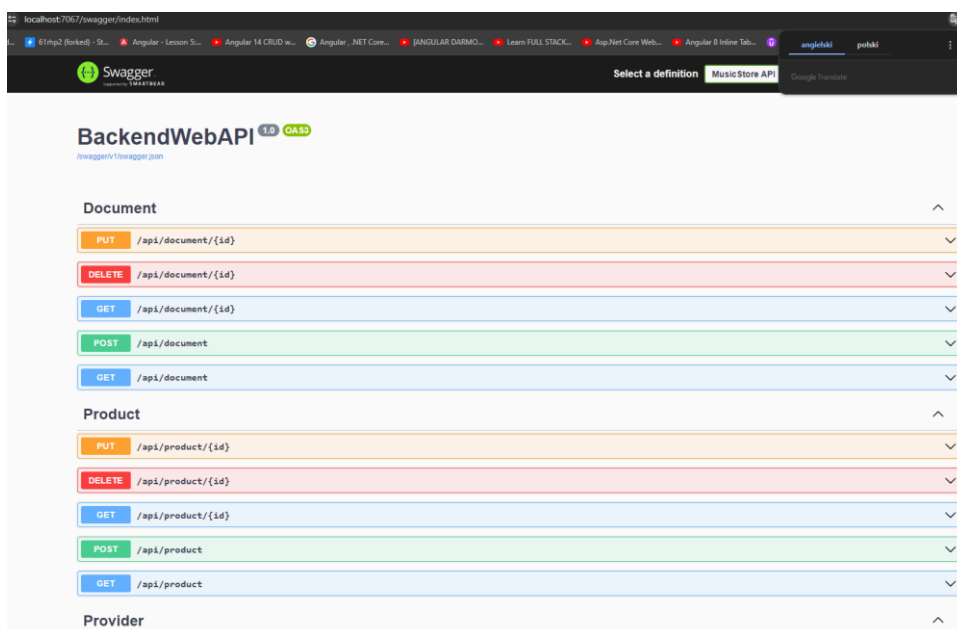 localhost:7067/swagger/index.html
61rhp2 (forked) - St... Angular - Lesson 5:... Angular 14 CRUD w... Angular , .NET Core... [ANGULAR DARMO... Learn FULL STACK... Asp.Net Core Web... Angular 8 Inline Tab...
angielski polski
Google Translate
Swagger.
Supported by SMARTBEAR
Select a definition MusicStore API
BackendWebAPI 1.0 OAS3
/swagger/v1/swagger.json
Document
PUT /api/document/{id}
DELETE /api/document/{id}
GET /api/document/{id}
POST /api/document
GET /api/document
Product
PUT /api/product/{id}
DELETE /api/product/{id}
GET /api/product/{id}
POST /api/product
GET /api/product
Provider